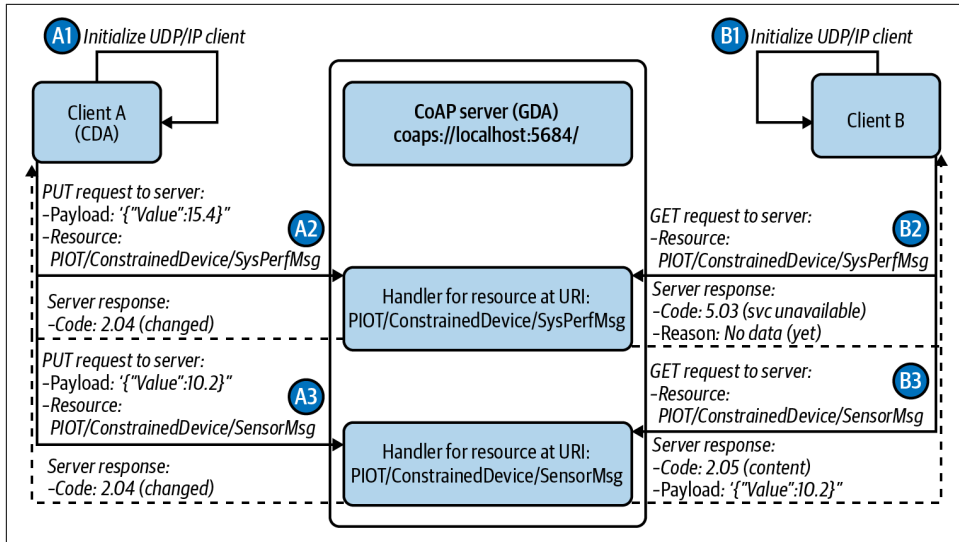 A1 Initialize UDP/IP client
B1 Initialize UDP/IP client
Client A
(CDA)
CoAP server (GDA)
coaps://localhost:5684/
Client B
PUT request to server:
–Payload: ‘{"Value":15.4}"
–Resource:
PIOT/ConstrainedDevice/SysPerfMsg
A2
GET request to server:
–Resource:
PIOT/ConstrainedDevice/SysPerfMsg
B2
Handler for resource at URI:
PIOT/ConstrainedDevice/SysPerfMsg
Server response:
–Code: 2.04 (changed)
Server response:
–Code: 5.03 (svc unavailable)
–Reason: No data (yet)
PUT request to server:
–Payload: ‘{"Value":10.2}"
–Resource:
PIOT/ConstrainedDevice/SensorMsg
A3
GET request to server:
–Resource:
PIOT/ConstrainedDevice/SensorMsg
B3
Handler for resource at URI:
PIOT/ConstrainedDevice/SensorMsg
Server response:
–Code: 2.04 (changed)
Server response:
–Code: 2.05 (content)
–Payload: ‘{"Value":10.2}"